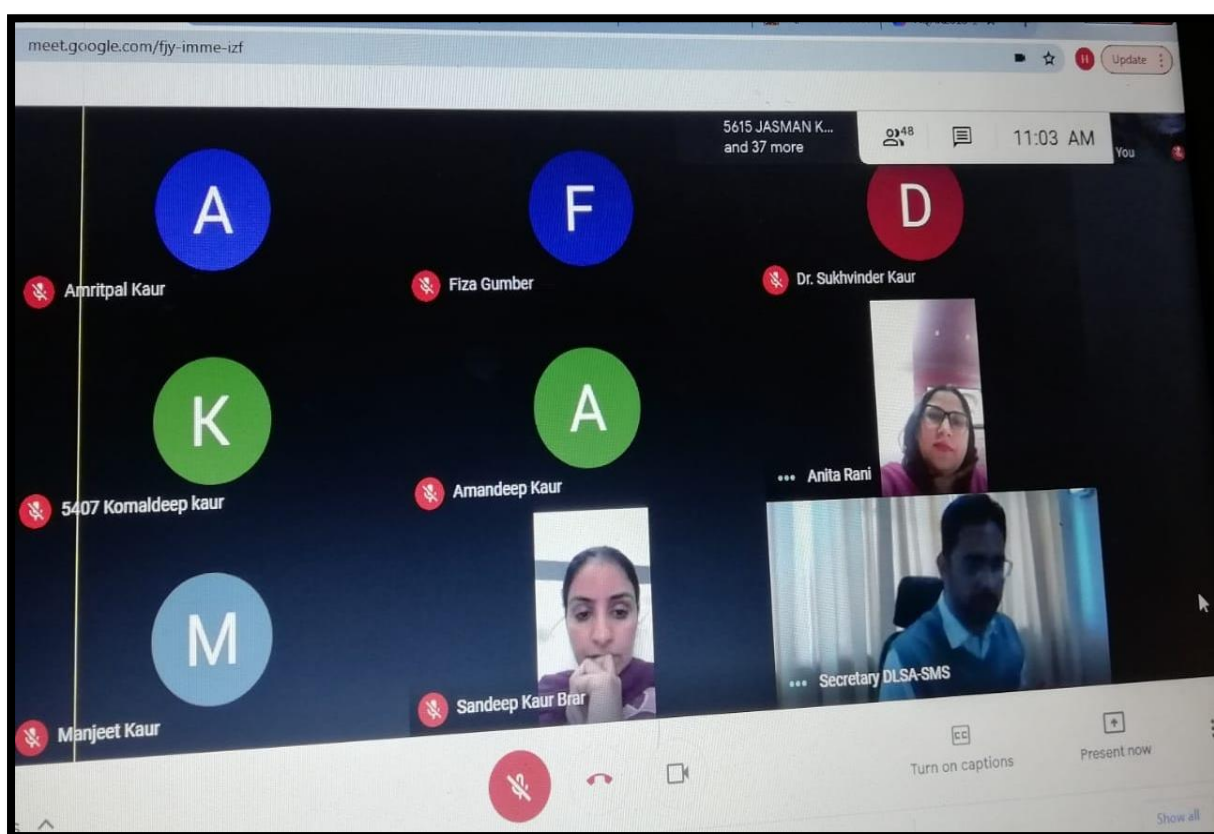 meet.google.com/fjy-imme-izf
H
Update
5615 JASMAN K...
and 37 more
48
11:03 AM
You
A
Amritpal Kaur
F
Fiza Gumber
D
Dr. Sukhvinder Kaur
K
5407 Komaldeep kaur
A
Amandeep Kaur
Anita Rani
M
Manjeet Kaur
Sandeep Kaur Brar
Secretary DLSA-SMS
CC
Turn on captions
Present now
Show all